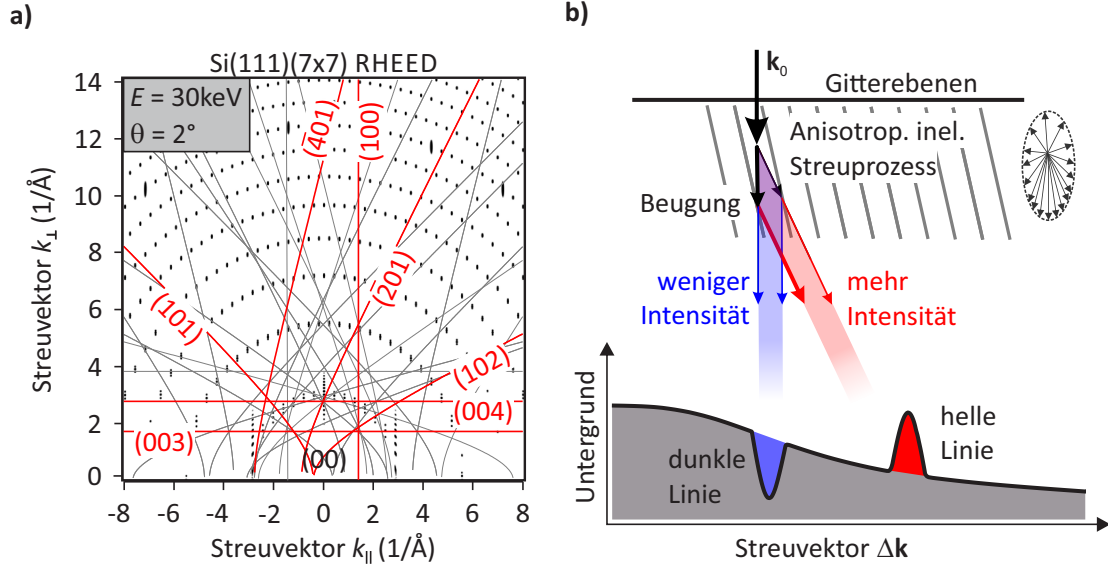 a)
Si(111)(7x7) RHEED
E = 30keV
θ = 2°
(4̄01)
(100)
(2̄01)
(101)
(102)
(004)
(003)
(00)
14
12
10
8
6
4
2
0
-8 -6 -4 -2 0 2 4 6 8
Streuvektor k⊥ (1/Å)
Streuvektor k|| (1/Å)
b)
k0
Gitterebenen
Anisotrop. inel.
Streuprozess
Beugung
weniger
Intensität
mehr
Intensität
Untergrund
dunkle
Linie
helle
Linie
Streuvektor Δk